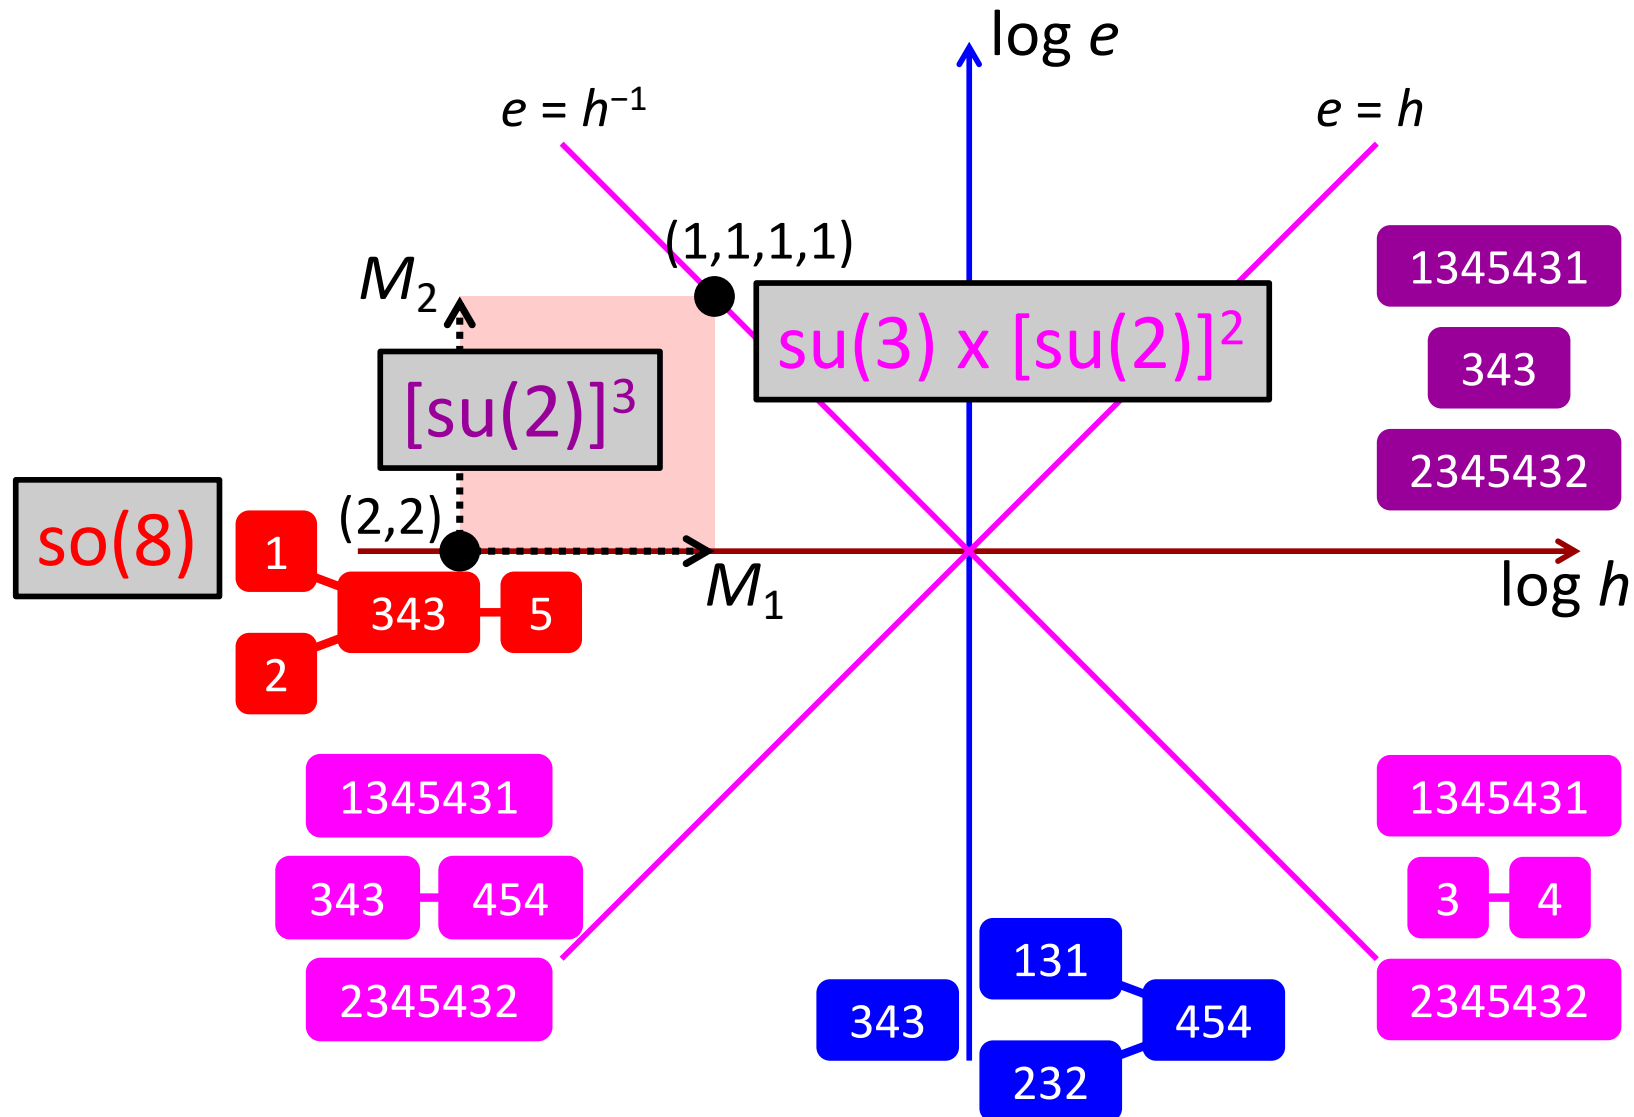 log e
e = h⁻¹
e = h
(1,1,1,1)
1345431
M₂
su(3) x [su(2)]²
343
[su(2)]³
2345432
so(8)
(2,2)
1
343
5
2
M₁
log h
1345431
1345431
343
454
3
4
131
2345432
343
454
2345432
232